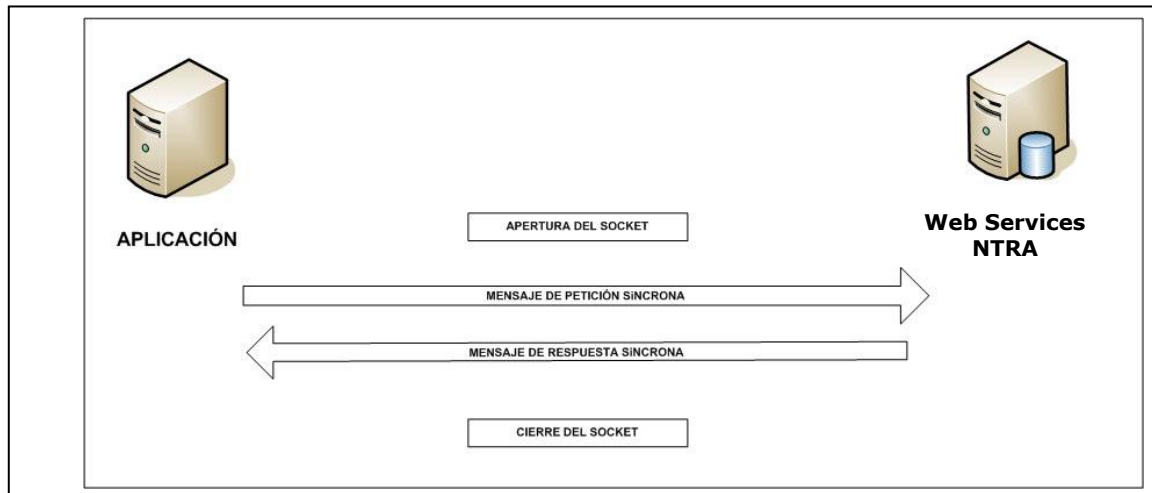 APLICACIÓN
Web Services
NTRA
APERTURA DEL SOCKET
MENSAJE DE PETICIÓN SíNCRONA
MENSAJE DE RESPUESTA SíNCRONA
CIERRE DEL SOCKET